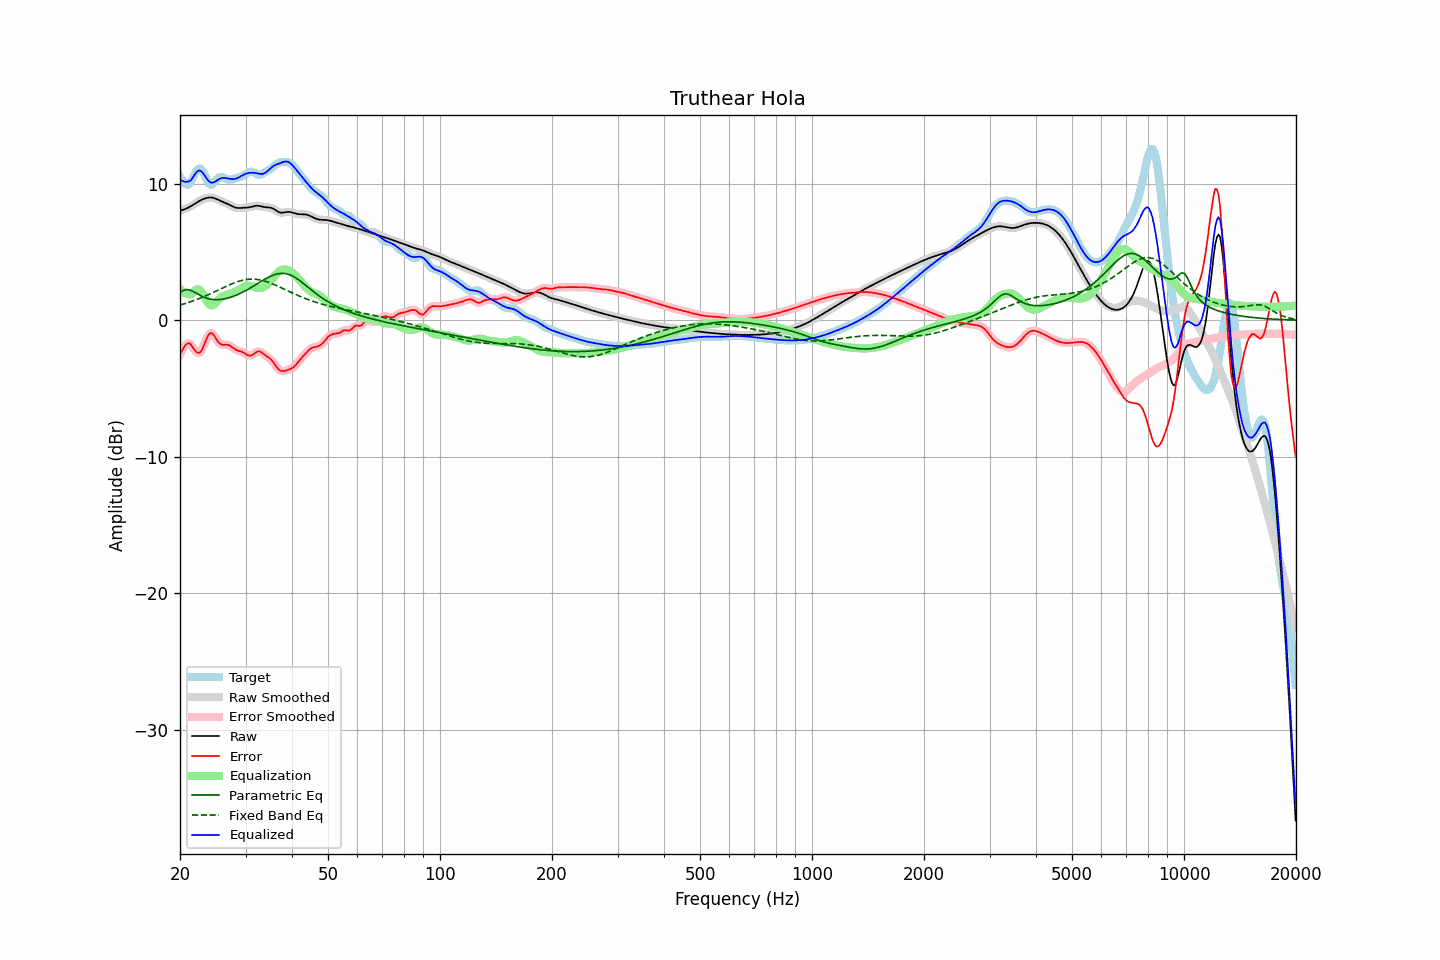 Truthear Hola
10
0
−10
−20
−30
Amplitude (dBr)
20
50
100
200
500
1000
2000
5000
10000
20000
Frequency (Hz)
Target
Raw Smoothed
Error Smoothed
Raw
Error
Equalization
Parametric Eq
Fixed Band Eq
Equalized